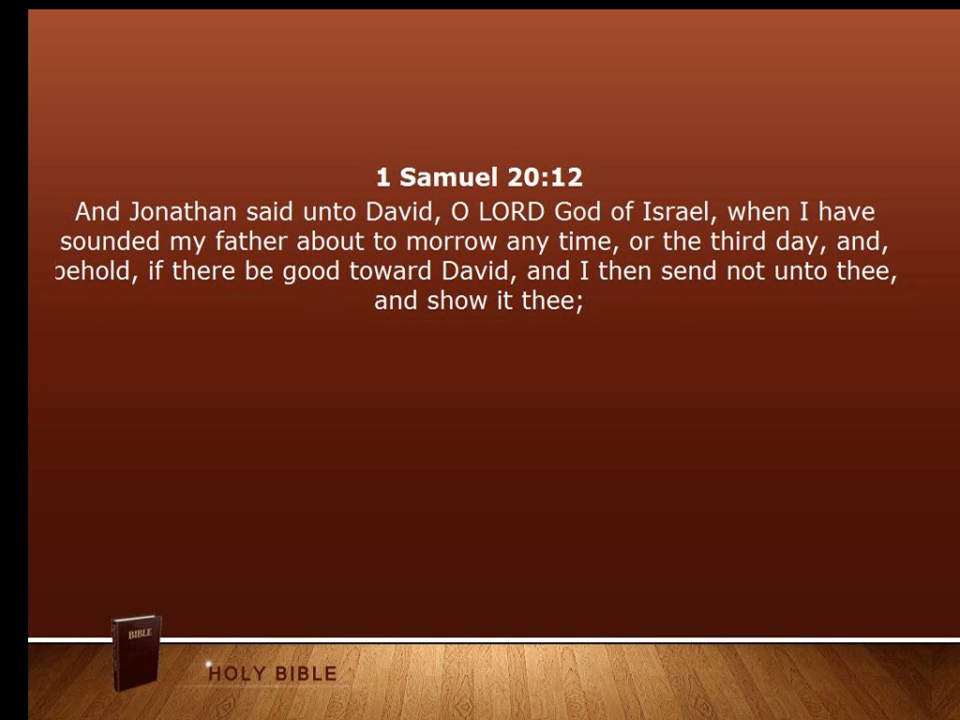 1 Samuel 20:12
And Jonathan said unto David, O LORD God of Israel, when I have
sounded my father about to morrow any time, or the third day, and,
behold, if there be good toward David, and I then send not unto thee,
and show it thee;
BIBLE
HOLY BIBLE